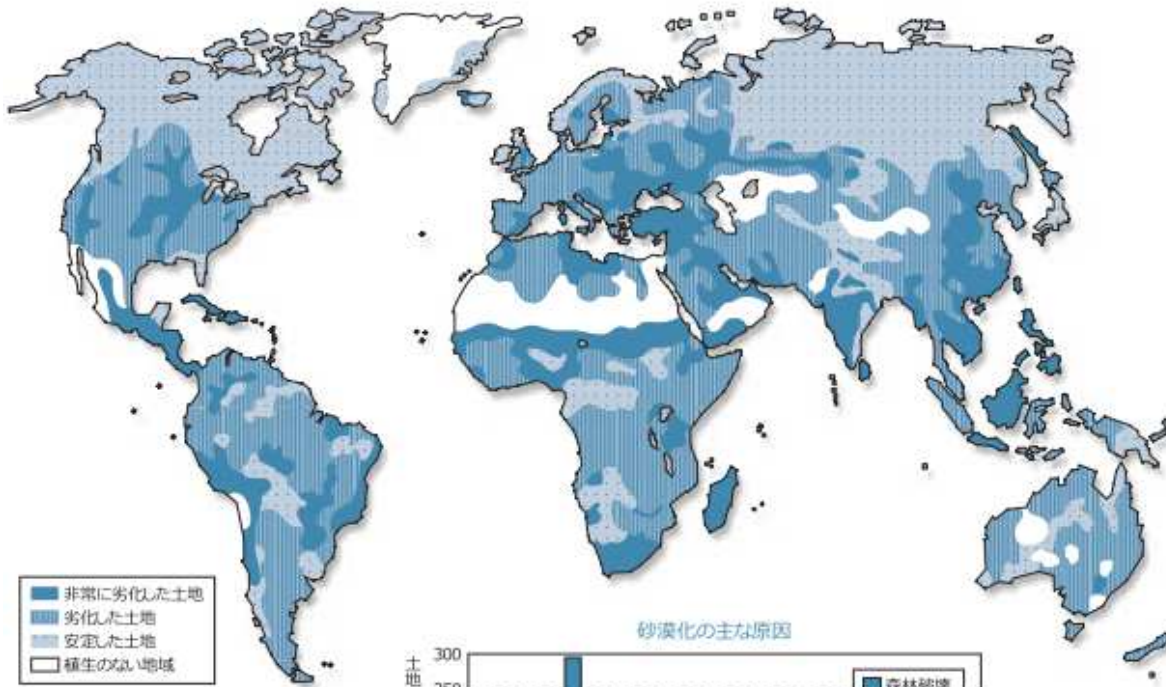 非常に劣化した土地
劣化した土地
安定した土地
植生のない地域
砂漠化の主な原因
土地
300
250
森林破壊